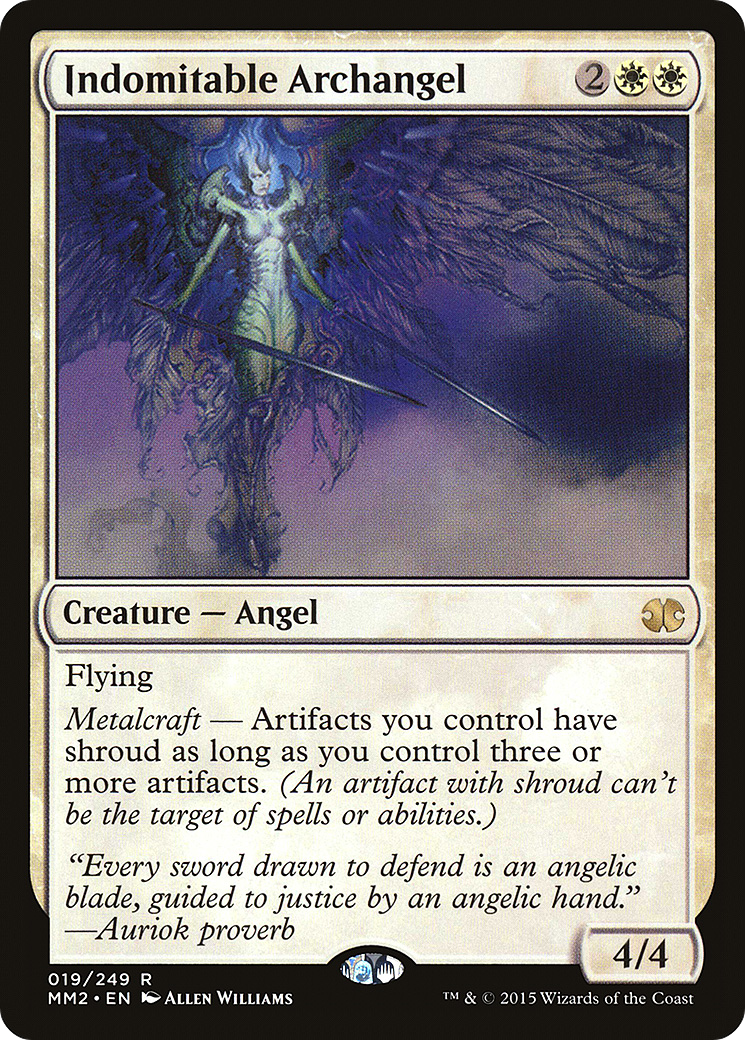 Indomitable Archangel 2
Creature — Angel
Flying
Metalcraft — Artifacts you control have
shroud as long as you control three or
more artifacts. (An artifact with shroud can't
be the target of spells or abilities.)
“Every sword drawn to defend is an angelic
blade, guided to justice by an angelic hand.”
—Auriok proverb
4/4
019/249 R
MM2 • EN ALLEN WILLIAMS
™ & © 2015 Wizards of the Coast